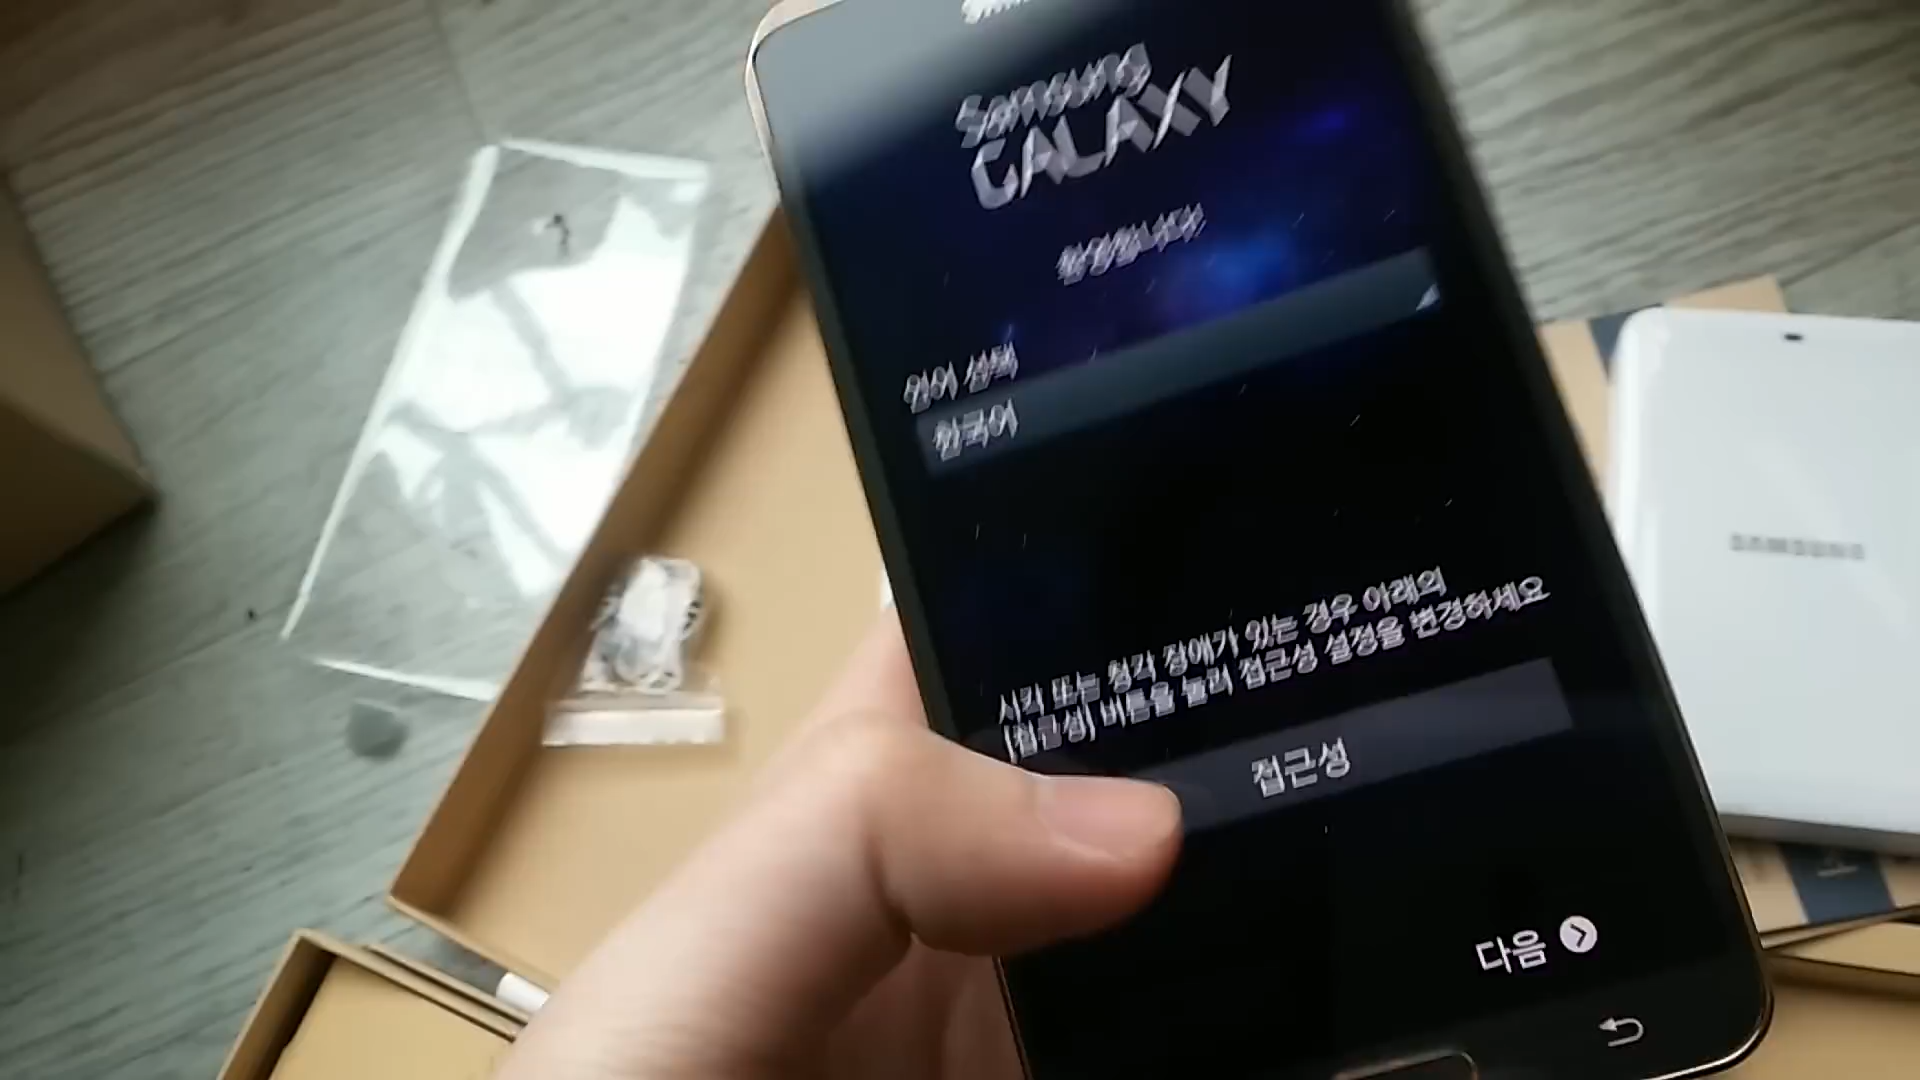 Samsung
GALAXY
환영합니다!
언어 선택
한국어
시각 또는 청각 장애가 있는 경우 아래의
[접근성] 버튼을 눌러 접근성 설정을 변경하세요
접근성
다음
SAMSUNG